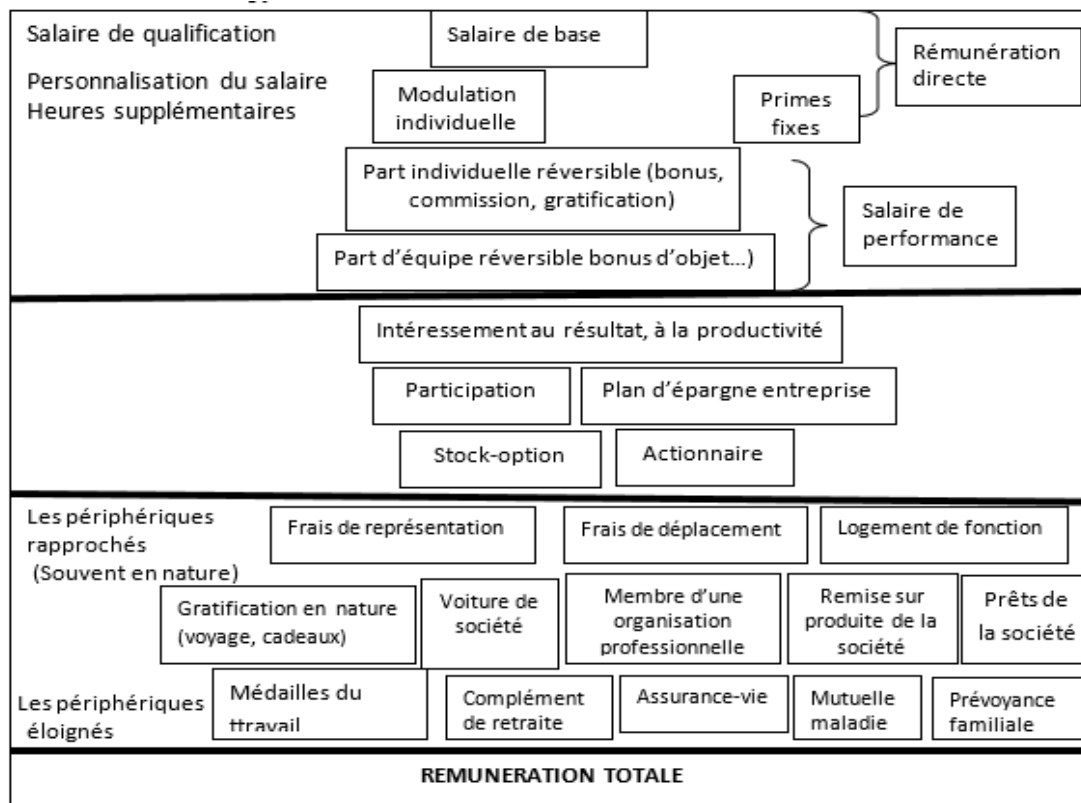 Salaire de qualification
Salaire de base
Rémunération
directe
Personnalisation du salaire
Heures supplémentaires
Modulation
individuelle
Primes
fixes
Part individuelle réversible (bonus,
commission, gratification)
Salaire de
performance
Part d'équipe réversible bonus d'objet...)
Intéressement au résultat, à la productivité
Participation
Plan d'épargne entreprise
Stock-option
Actionnaire
Les périphériques
rapprochés
(Souvent en nature)
Frais de représentation
Frais de déplacement
Logement de fonction
Gratification en nature
(voyage, cadeaux)
Voiture de
société
Membre d'une
organisation
professionnelle
Remise sur
produite de la
société
Prêts de
la société
Les périphériques
éloignés
Médailles du
ttravail
Complément
de retraite
Assurance-vie
Mutuelle
maladie
Prévoyance
familiale
REMUNERATION TOTALE